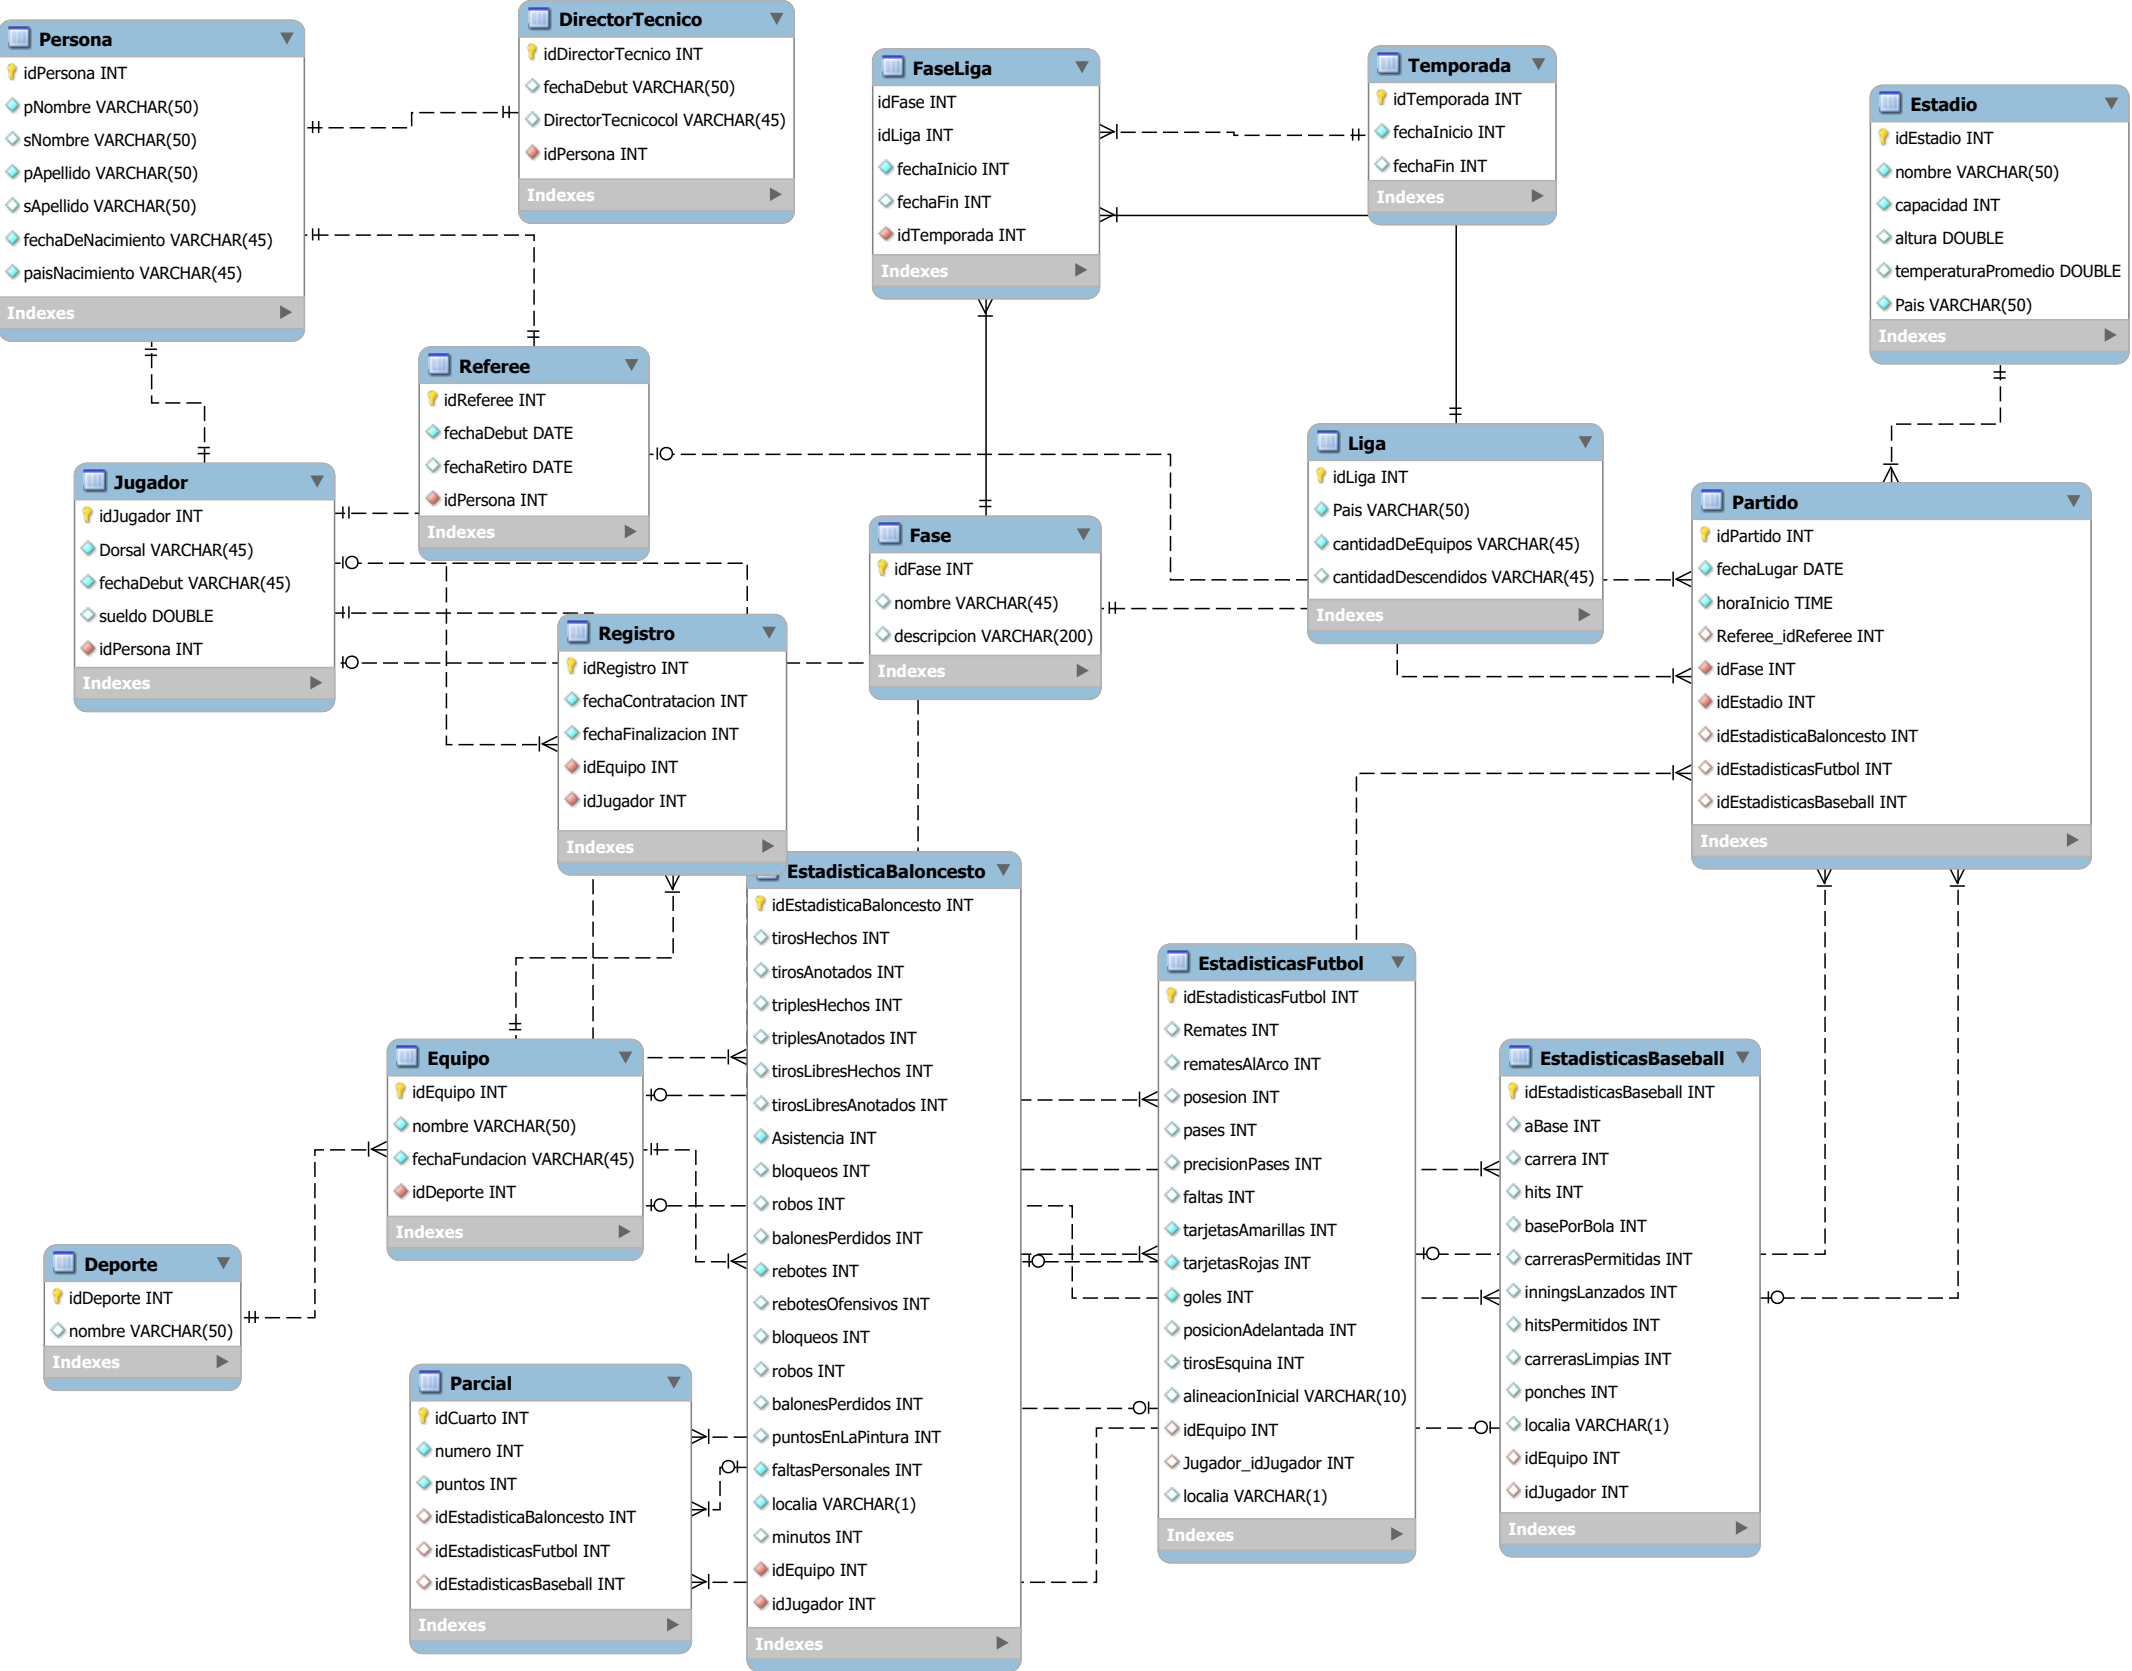 Persona
idPersona INT
pNombre VARCHAR(50)
sNombre VARCHAR(50)
pApellido VARCHAR(50)
sApellido VARCHAR(50)
fechaDeNacimiento VARCHAR(45)
paisNacimiento VARCHAR(45)
Indexes
DirectorTecnico
idDirectorTecnico INT
fechaDebut VARCHAR(50)
DirectorTecnicocol VARCHAR(45)
idPersona INT
Indexes
FaseLiga
idFase INT
idLiga INT
fechaInicio INT
fechaFin INT
idTemporada INT
Indexes
Temporada
idTemporada INT
fechaInicio INT
fechaFin INT
Indexes
Estadio
idEstadio INT
nombre VARCHAR(50)
capacidad INT
altura DOUBLE
temperaturaPromedio DOUBLE
Pais VARCHAR(50)
Indexes
Referee
idReferee INT
fechaDebut DATE
fechaRetiro DATE
idPersona INT
Indexes
Jugador
idJugador INT
Dorsal VARCHAR(45)
fechaDebut VARCHAR(45)
sueldo DOUBLE
idPersona INT
Indexes
Liga
idLiga INT
Pais VARCHAR(50)
cantidadDeEquipos VARCHAR(45)
cantidadDescendidos VARCHAR(45)
Indexes
Fase
idFase INT
nombre VARCHAR(45)
descripcion VARCHAR(200)
Indexes
Partido
idPartido INT
fechaLugar DATE
horaInicio TIME
Referee_idReferee INT
idFase INT
idEstadio INT
idEstadisticaBaloncesto INT
idEstadisticasFutbol INT
idEstadisticasBaseball INT
Indexes
Registro
idRegistro INT
fechaContratacion INT
fechaFinalizacion INT
idEquipo INT
idJugador INT
Indexes
EstadisticaBaloncesto
idEstadisticaBaloncesto INT
tirosHechos INT
tirosAnotados INT
triplesHechos INT
triplesAnotados INT
tirosLibresHechos INT
tirosLibresAnotados INT
Asistencia INT
bloqueos INT
robos INT
balonesPerdidos INT
rebotes INT
rebotesOfensivos INT
bloqueos INT
robos INT
balonesPerdidos INT
puntosEnLaPintura INT
faltasPersonales INT
localia VARCHAR(1)
minutos INT
idEquipo INT
idJugador INT
Indexes
EstadisticasFutbol
idEstadisticasFutbol INT
Remates INT
rematesAlArco INT
posesion INT
pases INT
precisionPases INT
faltas INT
tarjetasAmarillas INT
tarjetasRojas INT
goles INT
posicionAdelantada INT
tirosEsquina INT
alineacionInicial VARCHAR(10)
idEquipo INT
Jugador_idJugador INT
localia VARCHAR(1)
Indexes
EstadisticasBaseball
idEstadisticasBaseball INT
aBase INT
carrera INT
hits INT
basePorBola INT
carrerasPermitidas INT
inningsLanzados INT
hitsPermitidos INT
carrerasLimpias INT
ponches INT
localia VARCHAR(1)
idEquipo INT
idJugador INT
Indexes
Equipo
idEquipo INT
nombre VARCHAR(50)
fechaFundacion VARCHAR(45)
idDeporte INT
Indexes
Deporte
idDeporte INT
nombre VARCHAR(50)
Indexes
Parcial
idCuarto INT
numero INT
puntos INT
idEstadisticaBaloncesto INT
idEstadisticasFutbol INT
idEstadisticasBaseball INT
Indexes